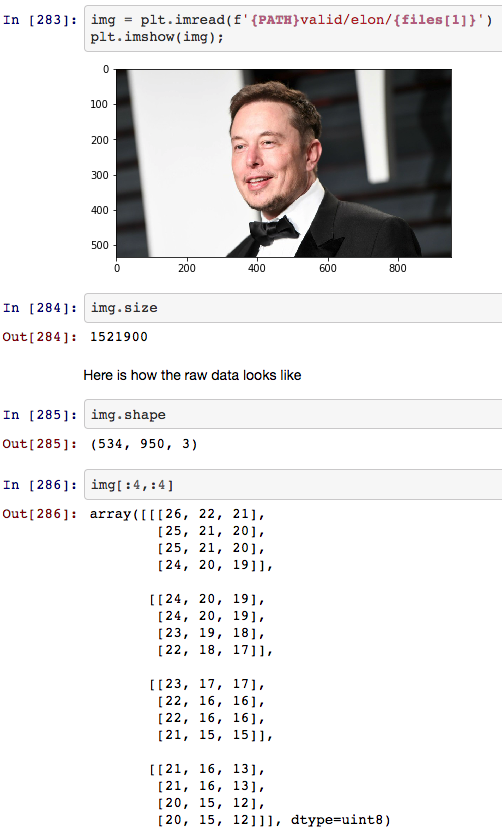 In [283]: img = plt.imread(f'{PATH}valid/elon/{files[1]}')
plt.imshow(img);
0
100
200
300
400
500
0 200 400 600 800
In [284]: img.size
Out[284]: 1521900
Here is how the raw data looks like
In [285]: img.shape
Out[285]: (534, 950, 3)
In [286]: img[:4,:4]
Out[286]: array([[[26, 22, 21],
[25, 21, 20],
[25, 21, 20],
[24, 20, 19]],
[[24, 20, 19],
[24, 20, 19],
[23, 19, 18],
[22, 18, 17]],
[[23, 17, 17],
[22, 16, 16],
[22, 16, 16],
[21, 15, 15]],
[[21, 16, 13],
[21, 16, 13],
[20, 15, 12],
[20, 15, 12]]], dtype=uint8)